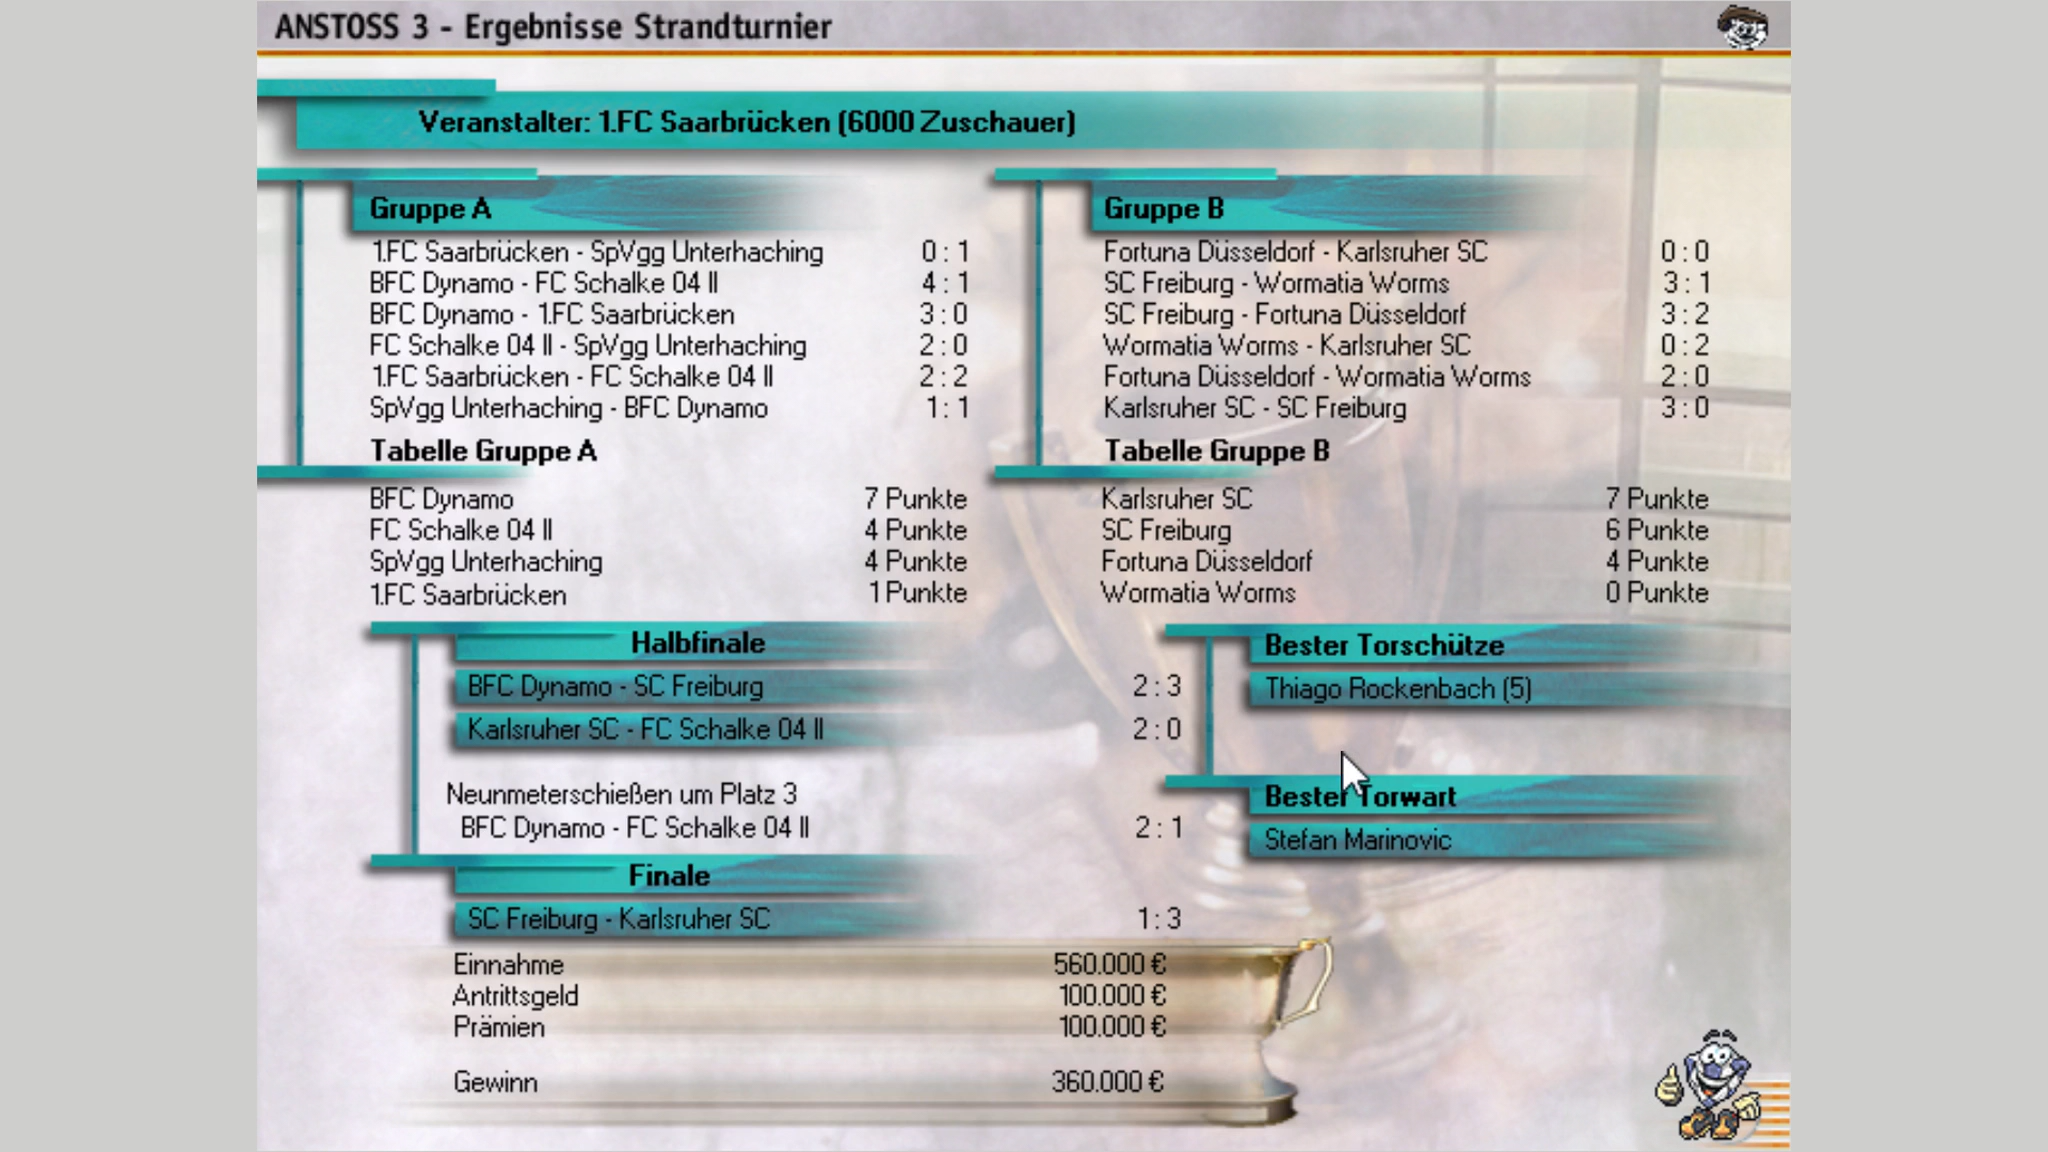 ANSTOSS 3 - Ergebnisse Strandturnier
Veranstalter: 1.FC Saarbrücken (6000 Zuschauer)
Gruppe A
1.FC Saarbrücken - SpVgg Unterhaching 0 : 1
BFC Dynamo - FC Schalke 04 II 4 : 1
BFC Dynamo - 1.FC Saarbrücken 3 : 0
FC Schalke 04 II - SpVgg Unterhaching 2 : 0
1.FC Saarbrücken - FC Schalke 04 II 2 : 2
SpVgg Unterhaching - BFC Dynamo 1 : 1
Tabelle Gruppe A
BFC Dynamo 7 Punkte
FC Schalke 04 II 4 Punkte
SpVgg Unterhaching 4 Punkte
1.FC Saarbrücken 1 Punkte
Gruppe B
Fortuna Düsseldorf - Karlsruher SC 0 : 0
SC Freiburg - Wormatia Worms 3 : 1
SC Freiburg - Fortuna Düsseldorf 3 : 2
Wormatia Worms - Karlsruher SC 0 : 2
Fortuna Düsseldorf - Wormatia Worms 2 : 0
Karlsruher SC - SC Freiburg 3 : 0
Tabelle Gruppe B
Karlsruher SC 7 Punkte
SC Freiburg 6 Punkte
Fortuna Düsseldorf 4 Punkte
Wormatia Worms 0 Punkte
Halbfinale
BFC Dynamo - SC Freiburg 2 : 3
Karlsruher SC - FC Schalke 04 II 2 : 0
Neunmeterschießen um Platz 3
BFC Dynamo - FC Schalke 04 II 2 : 1
Finale
SC Freiburg - Karlsruher SC 1 : 3
Bester Torschütze
Thiago Rockenbach (5)
Bester Torwart
Stefan Marinovic
Einnahme 560.000 €
Antrittsgeld 100.000 €
Prämien 100.000 €
Gewinn 360.000 €